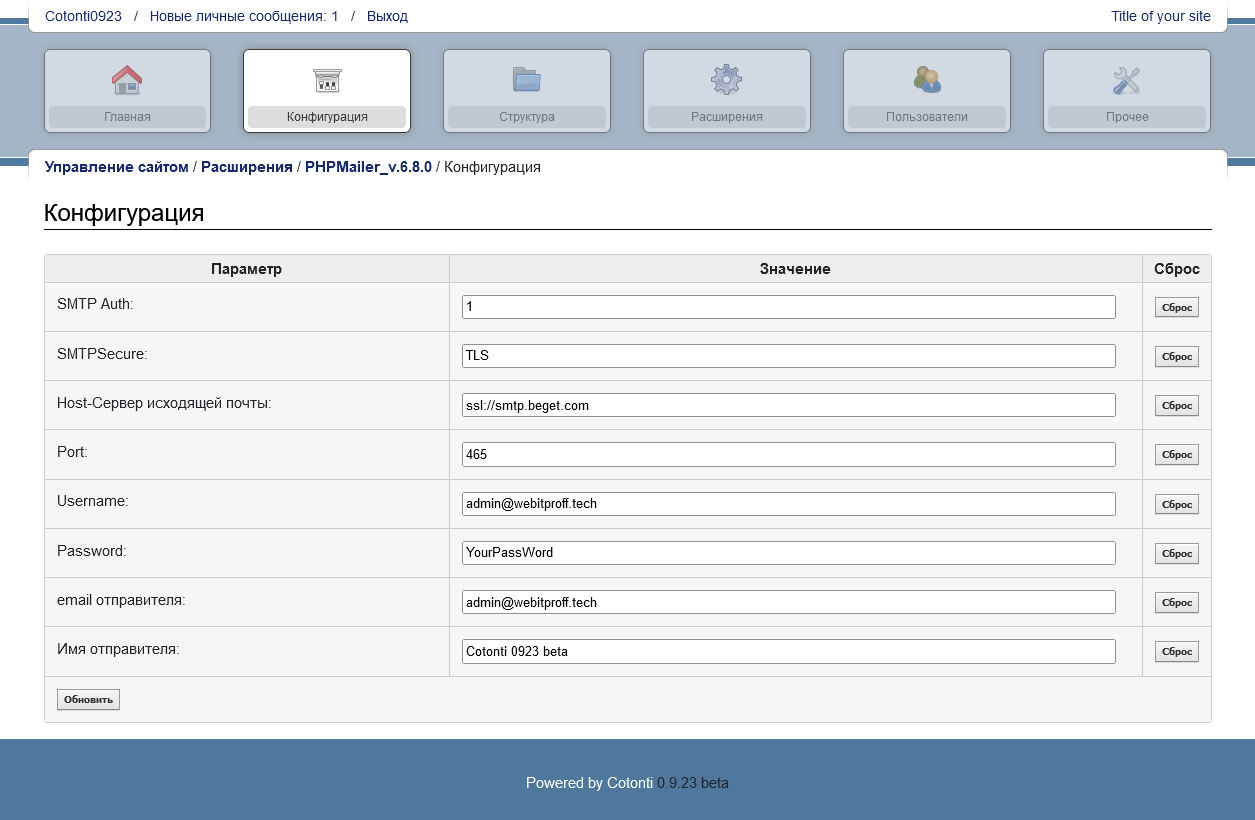 Cotonti0923 / Новые личные сообщения: 1 / Выход Title of your site
Главная Конфигурация Структура Расширения Пользователи Прочее
Управление сайтом / Расширения / PHPMailer_v.6.8.0 / Конфигурация
Конфигурация
Параметр Значение Сброс
SMTP Auth: 1 Сброс
SMTPSecure: TLS Сброс
Host-Сервер исходящей почты: ssl://smtp.beget.com Сброс
Port: 465 Сброс
Username: admin@webitproff.tech Сброс
Password: YourPassWord Сброс
email отправителя: admin@webitproff.tech Сброс
Имя отправителя: Cotonti 0923 beta Сброс
Обновить
Powered by Cotonti 0.9.23 beta